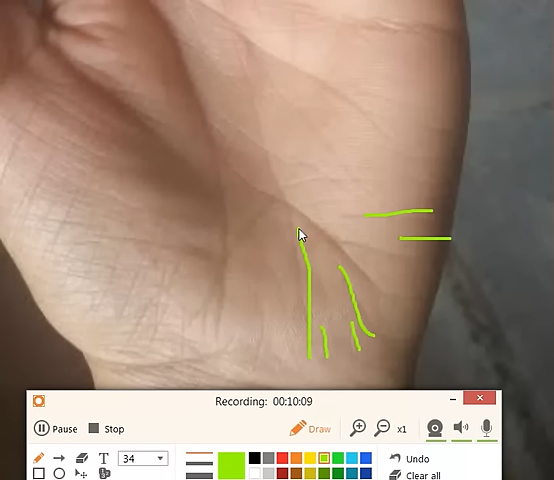 Recording: 00:10:09
Pause Stop Draw x1
T 34 Undo
Clear all